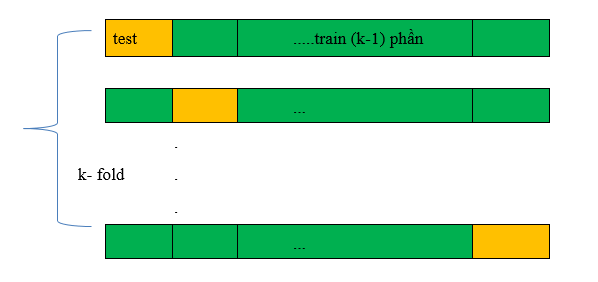 test
.....train (k-1) phần
...
.
k- fold
.
.
...